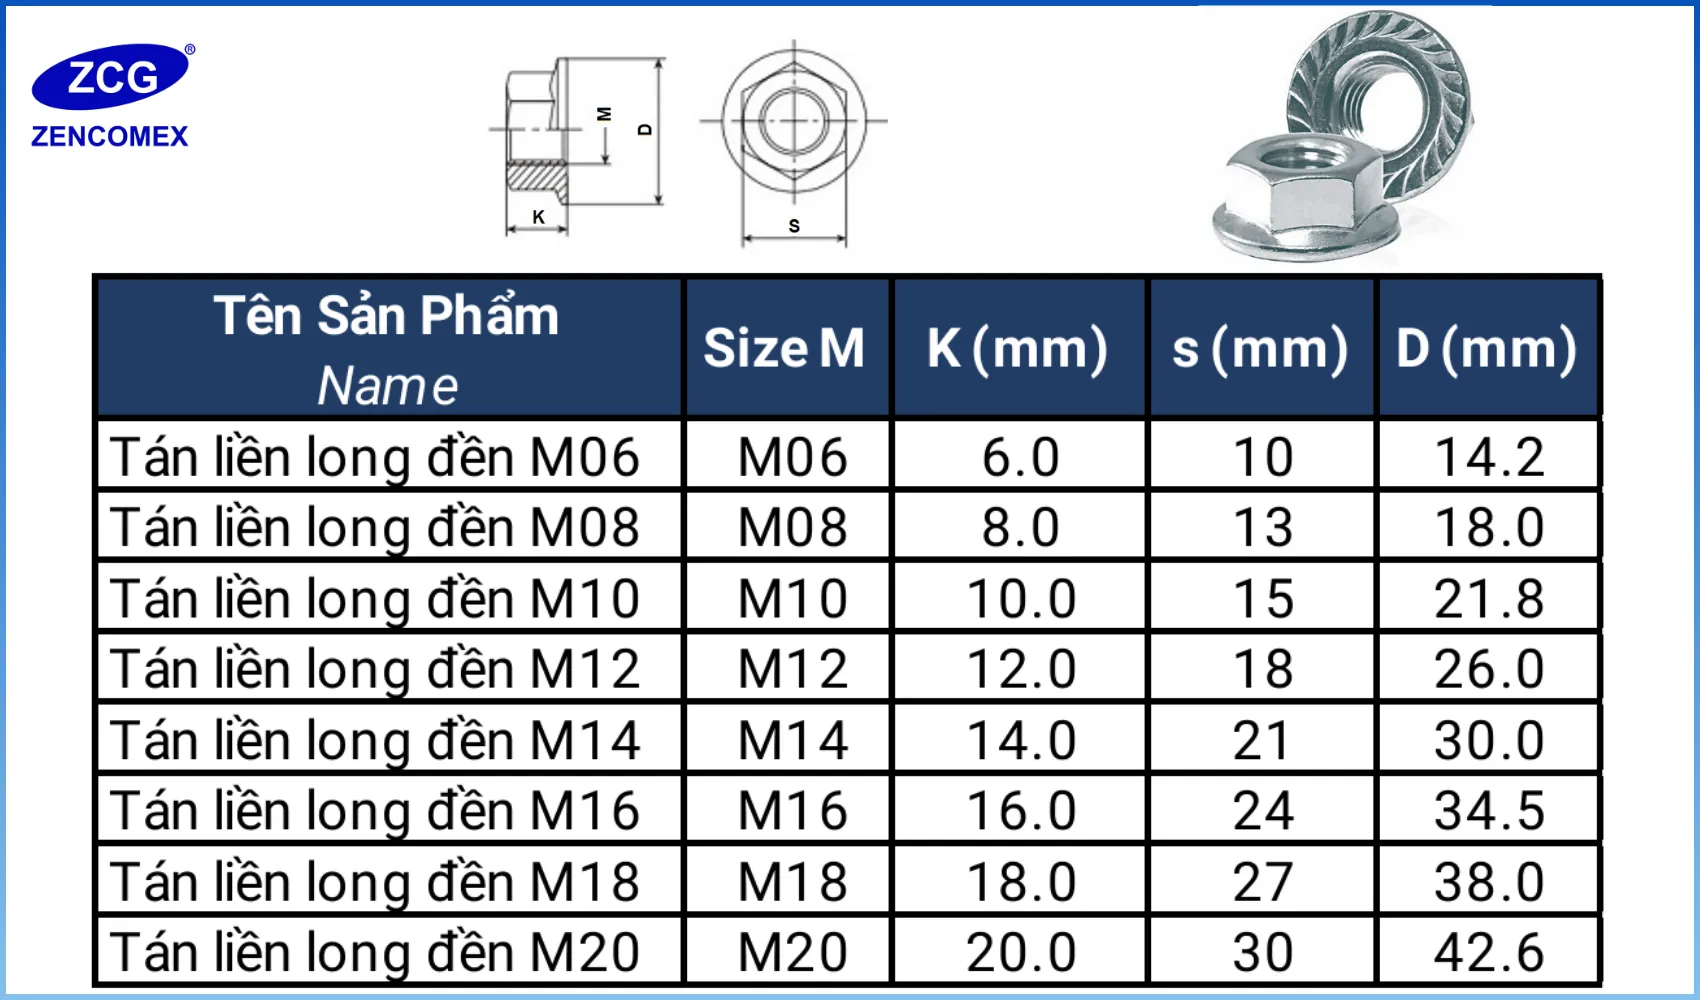 ZCG®
ZENCOMEX
M
D
K
S
Tên Sản Phẩm
Name
Size M
K (mm)
s (mm)
D (mm)
Tán liền long đền M06 M06 6.0 10 14.2
Tán liền long đền M08 M08 8.0 13 18.0
Tán liền long đền M10 M10 10.0 15 21.8
Tán liền long đền M12 M12 12.0 18 26.0
Tán liền long đền M14 M14 14.0 21 30.0
Tán liền long đền M16 M16 16.0 24 34.5
Tán liền long đền M18 M18 18.0 27 38.0
Tán liền long đền M20 M20 20.0 30 42.6